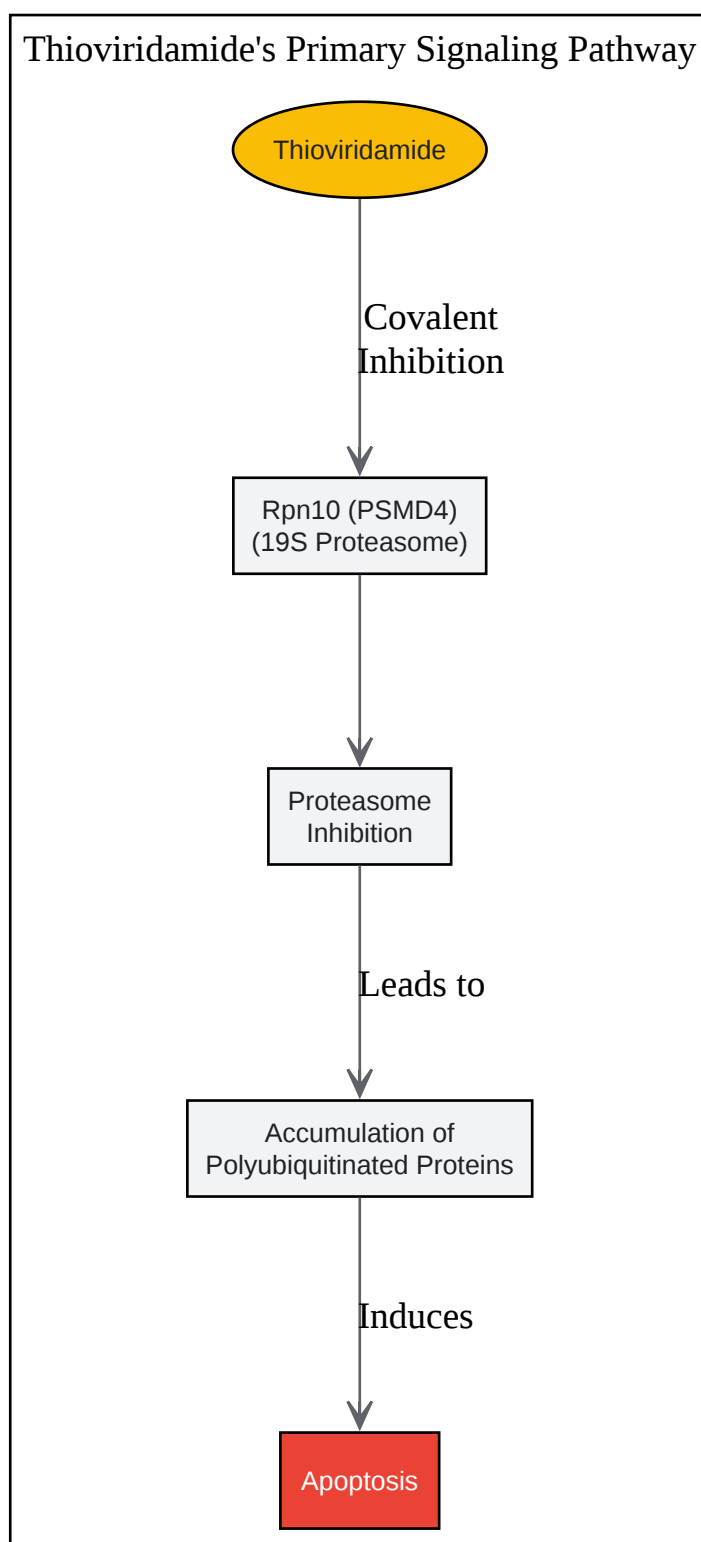 Thioviridamide's Primary Signaling Pathway
Thioviridamide
Covalent
Inhibition
Rpn10 (PSMD4)
(19S Proteasome)
Proteasome
Inhibition
Leads to
Accumulation of
Polyubiquitinated Proteins
Induces
Apoptosis